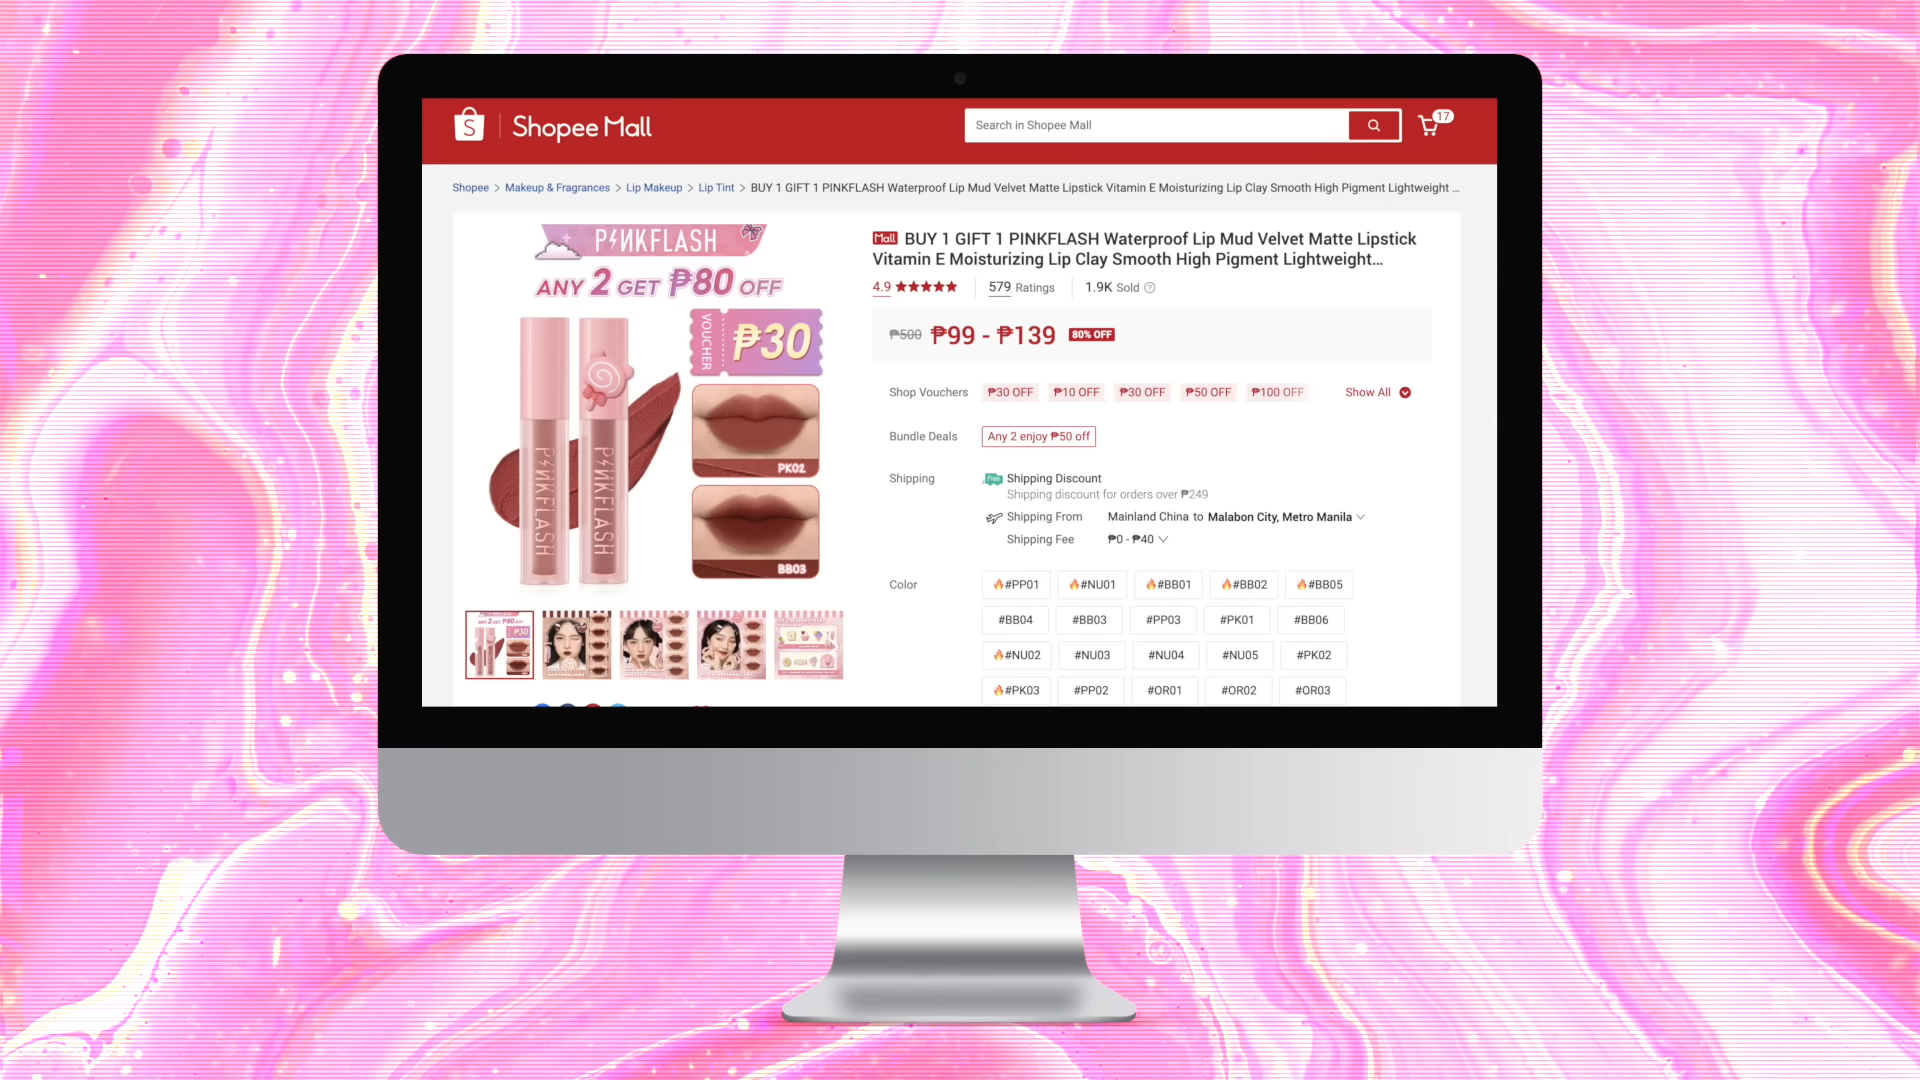 S | Shopee Mall
Search in Shopee Mall
17
Shopee > Makeup & Fragrances > Lip Makeup > Lip Tint > BUY 1 GIFT 1 PINKFLASH Waterproof Lip Mud Velvet Matte Lipstick Vitamin E Moisturizing Lip Clay Smooth High Pigment Lightweight ...
PINKFLASH
ANY 2 GET ₱80 OFF
VOUCHER ₱30
PINKFLASH
PINKFLASH
PK02
BB03
ANY 2 GET ₱80 OFF
₱30
Mall BUY 1 GIFT 1 PINKFLASH Waterproof Lip Mud Velvet Matte Lipstick
Vitamin E Moisturizing Lip Clay Smooth High Pigment Lightweight...
4.9 ★★★★★ 579 Ratings 1.9K Sold ?
₱500 ₱99 - ₱139 80% OFF
Shop Vouchers ₱30 OFF ₱10 OFF ₱30 OFF ₱50 OFF ₱100 OFF Show All
Bundle Deals Any 2 enjoy ₱50 off
Shipping Free Shipping Discount
Shipping discount for orders over ₱249
Shipping From Mainland China to Malabon City, Metro Manila
Shipping Fee ₱0 - ₱40
Color 🔥#PP01 🔥#NU01 🔥#BB01 🔥#BB02 🔥#BB05
#BB04 #BB03 #PP03 #PK01 #BB06
🔥#NU02 #NU03 #NU04 #NU05 #PK02
🔥#PK03 #PP02 #OR01 #OR02 #OR03